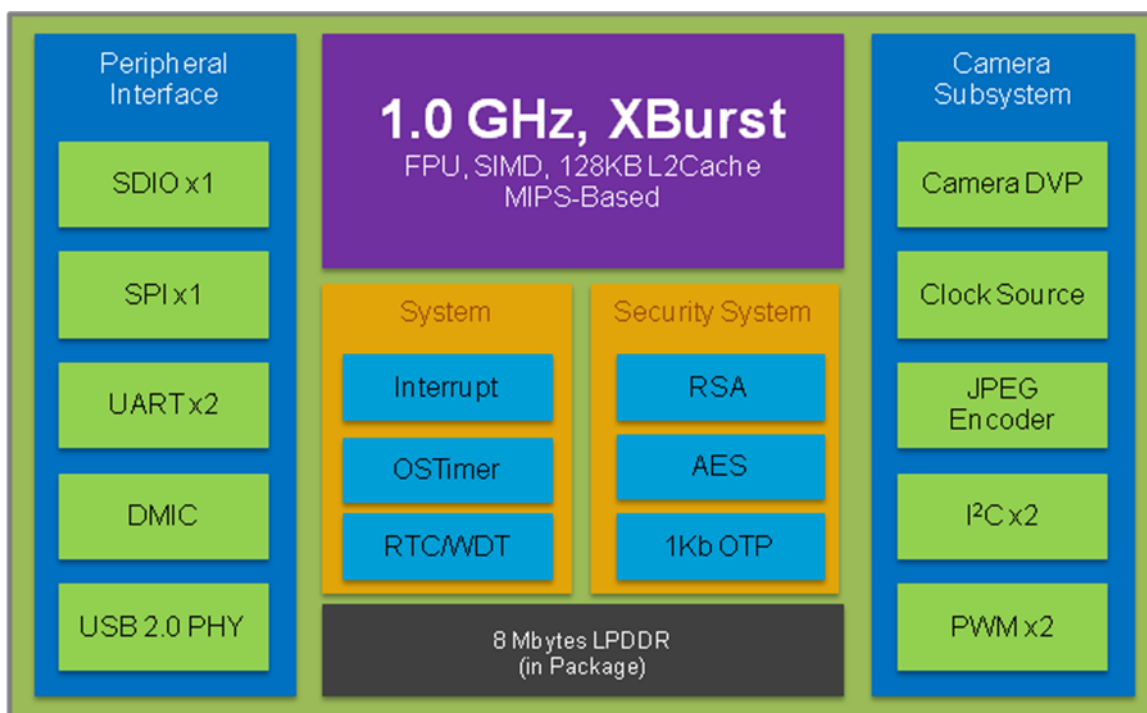 Peripheral
Interface
SDIO x1
SPI x1
UART x2
DMIC
USB 2.0 PHY
1.0 GHz, XBurst
FPU, SIMD, 128KB L2Cache
MIPS-Based
System
Interrupt
OSTimer
RTC/WDT
Security System
RSA
AES
1Kb OTP
8 Mbytes LPDDR
(in Package)
Camera
Subsystem
Camera DVP
Clock Source
JPEG
Encoder
I²C x2
PWM x2